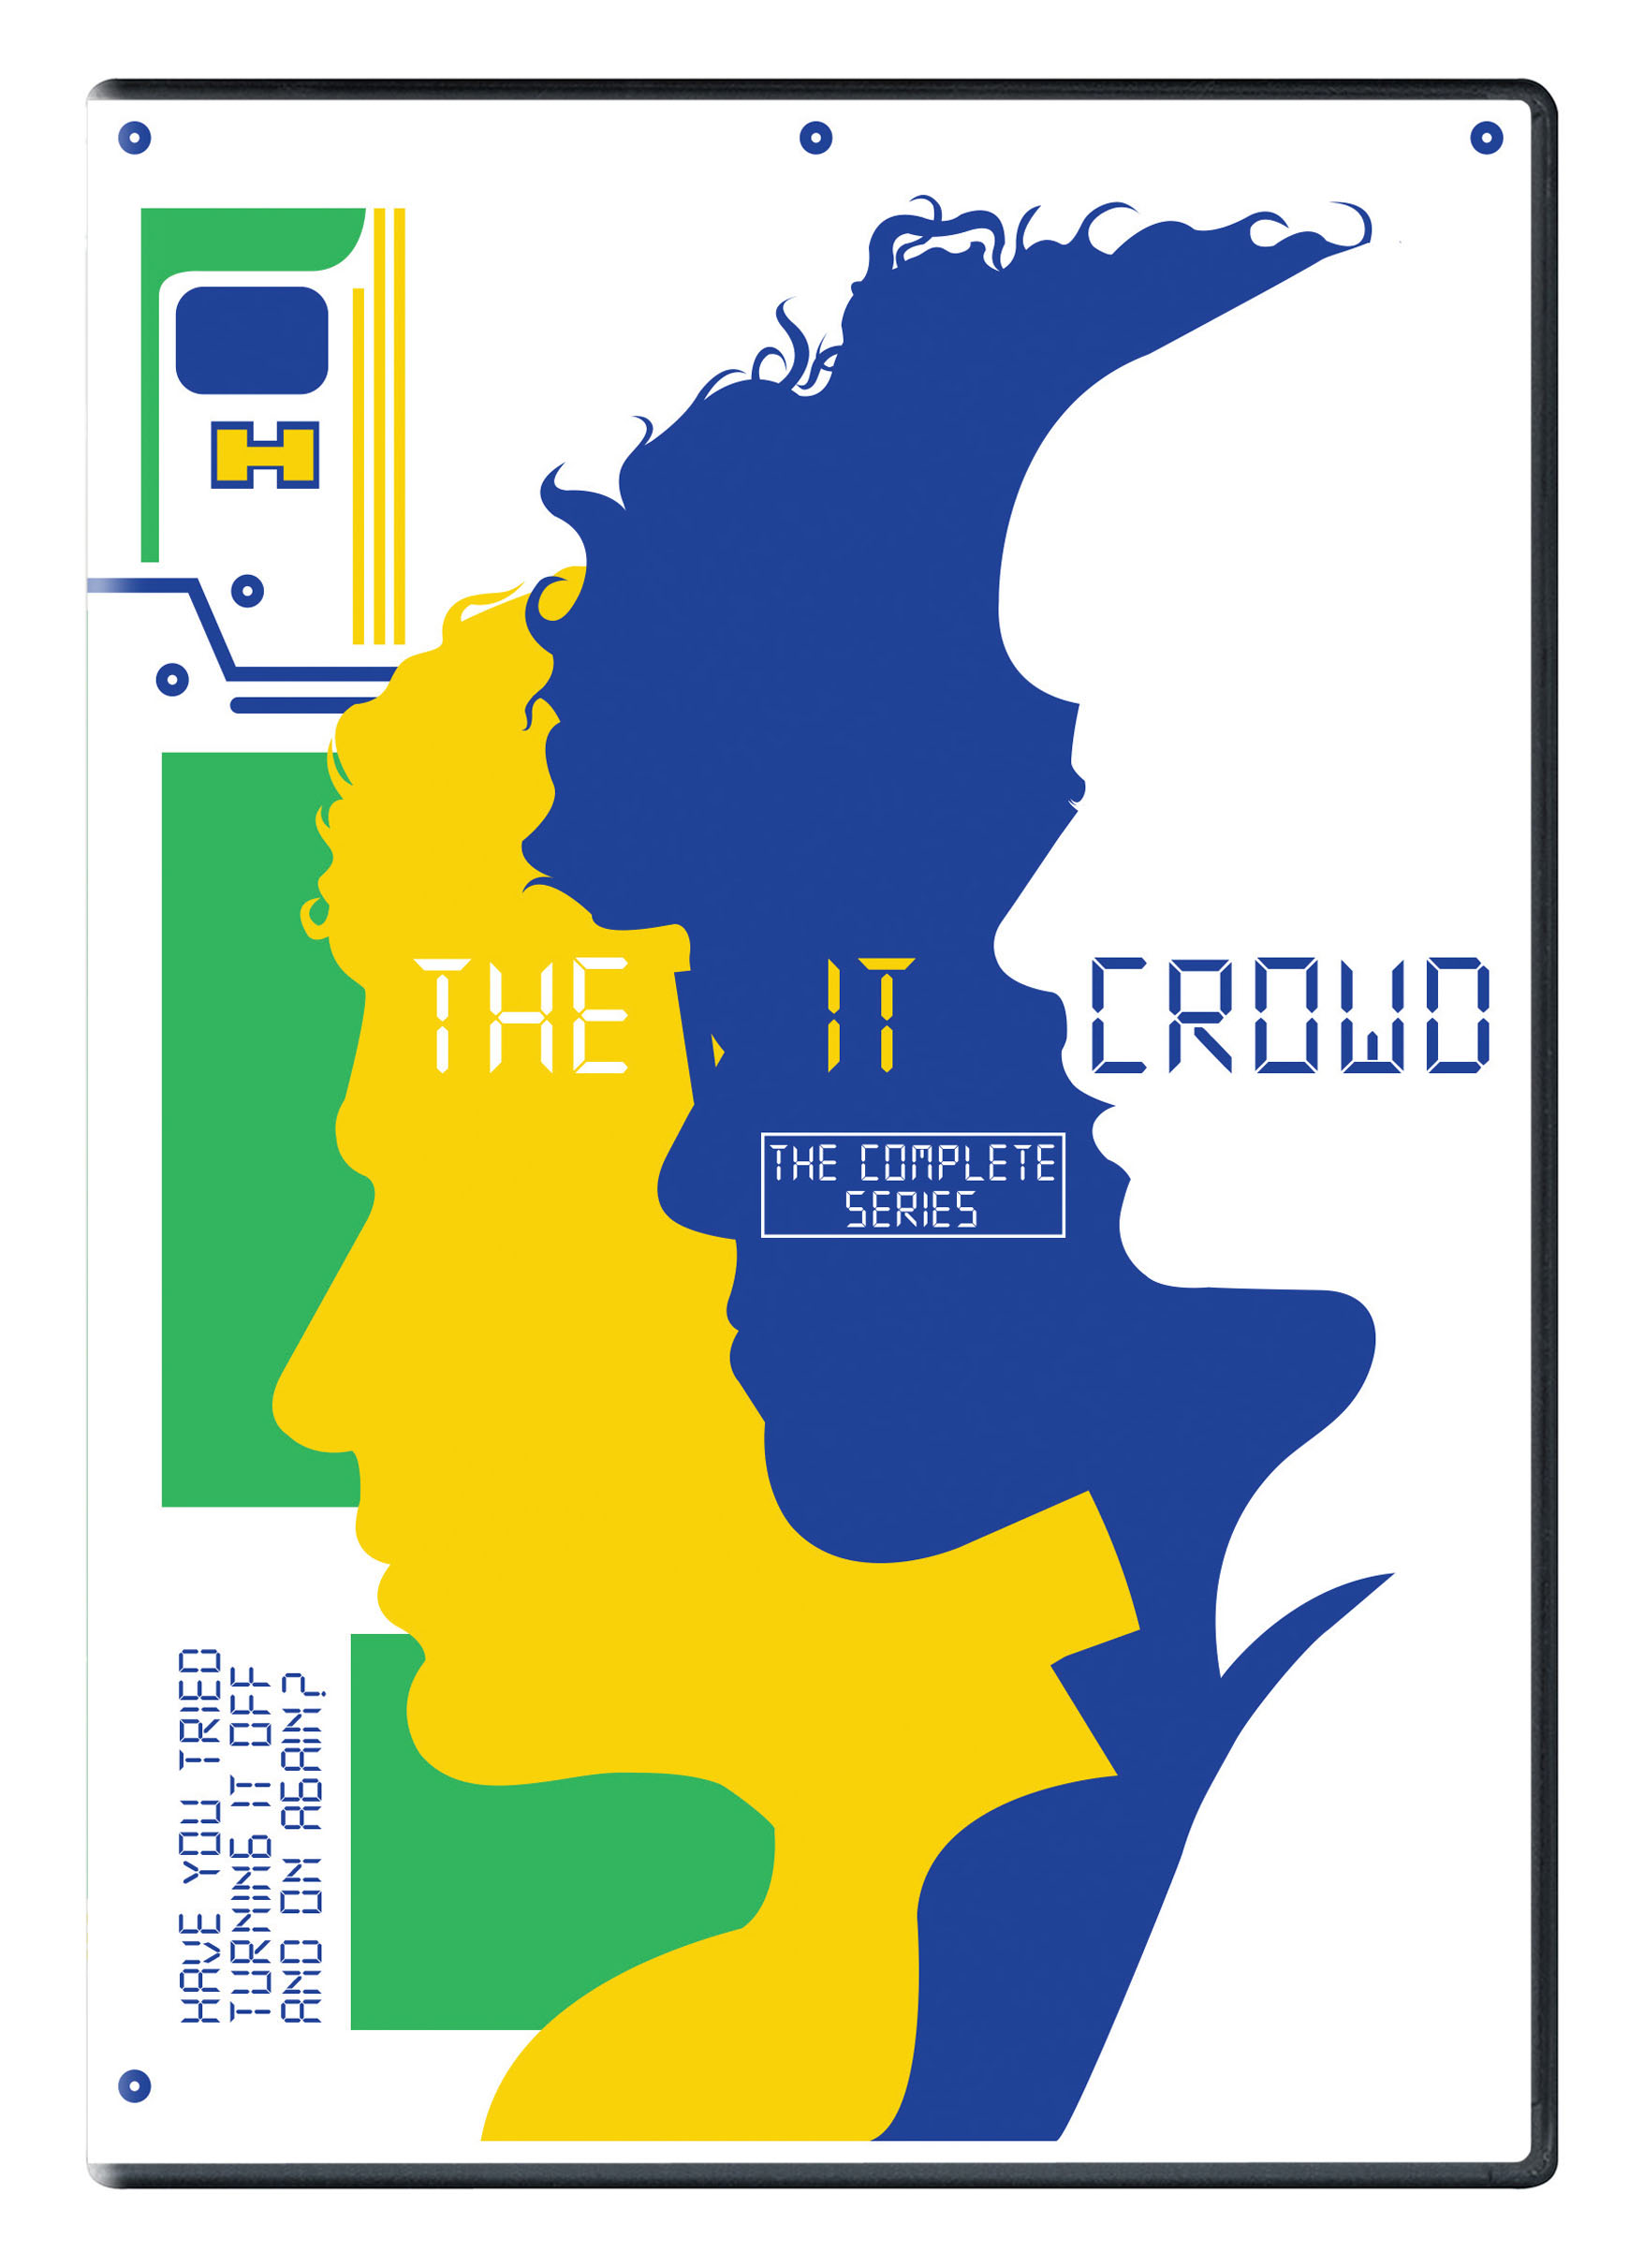 THE IT CROWD
THE COMPLETE
SERIES
HAVE YOU TRIED
TURNING IT OFF
AND ON AGAIN?